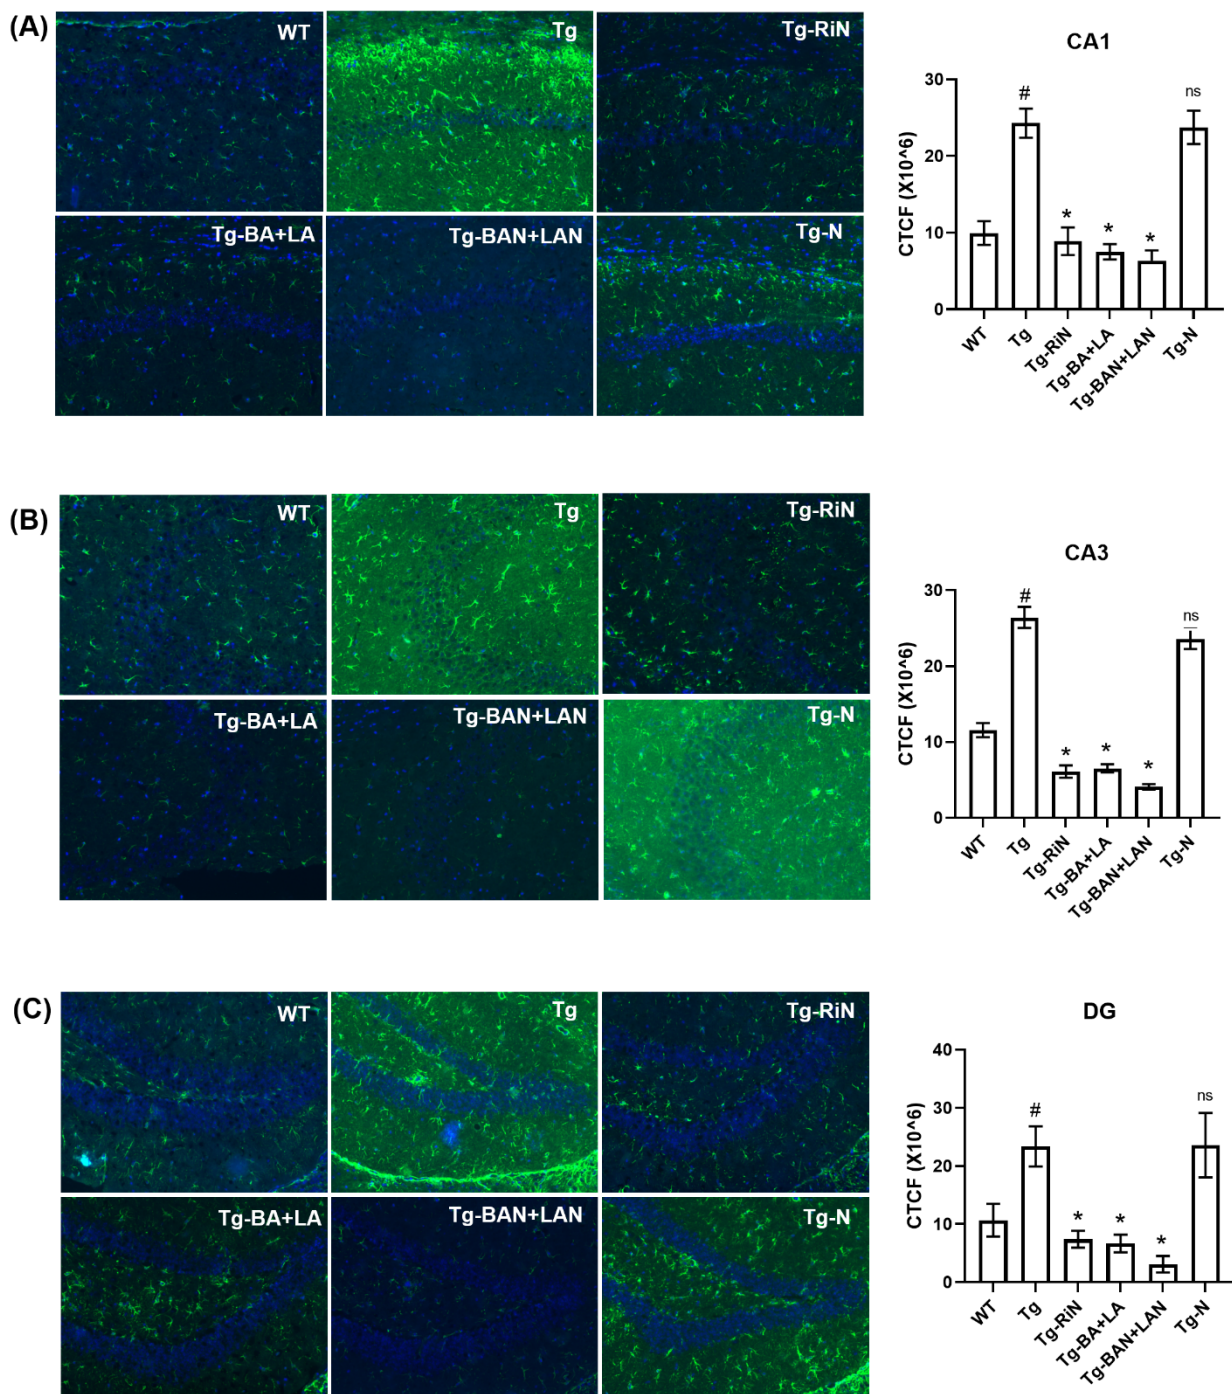 (A)
WT
Tg
Tg-RiN
Tg-BA+LA
Tg-BAN+LAN
Tg-N
CA1
CTCF (X10^6)
30
20
10
0
#
*
*
*
ns
WT
Tg
Tg-RiN
Tg-BA+LA
Tg-BAN+LAN
Tg-N
(B)
WT
Tg
Tg-RiN
Tg-BA+LA
Tg-BAN+LAN
Tg-N
CA3
CTCF (X10^6)
30
20
10
0
#
*
*
*
ns
WT
Tg
Tg-RiN
Tg-BA+LA
Tg-BAN+LAN
Tg-N
(C)
WT
Tg
Tg-RiN
Tg-BA+LA
Tg-BAN+LAN
Tg-N
DG
CTCF (X10^6)
40
30
20
10
0
#
*
*
*
ns
WT
Tg
Tg-RiN
Tg-BA+LA
Tg-BAN+LAN
Tg-N